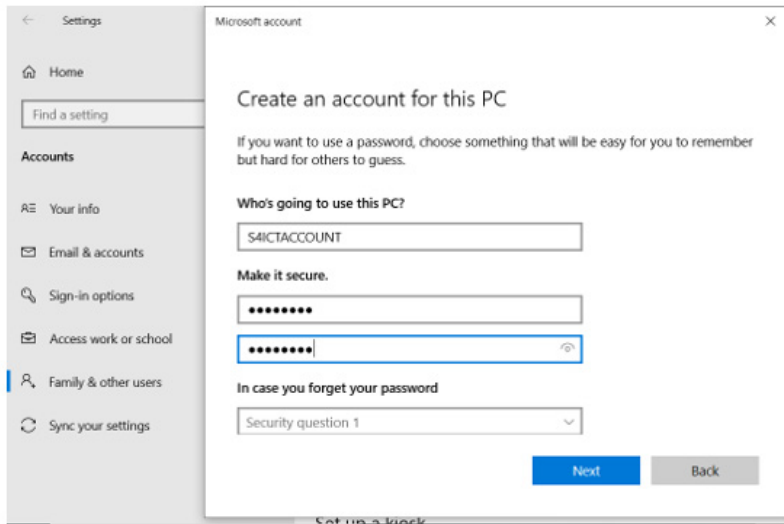 Settings
Home
Find a setting
Accounts
Your info
Email & accounts
Sign-in options
Access work or school
Family & other users
Sync your settings
Microsoft account
Create an account for this PC
If you want to use a password, choose something that will be easy for you to remember
but hard for others to guess.
Who's going to use this PC?
S4ICTACCOUNT
Make it secure.
••••••••
••••••••
In case you forget your password
Security question 1
Next
Back
Set up a kiosk